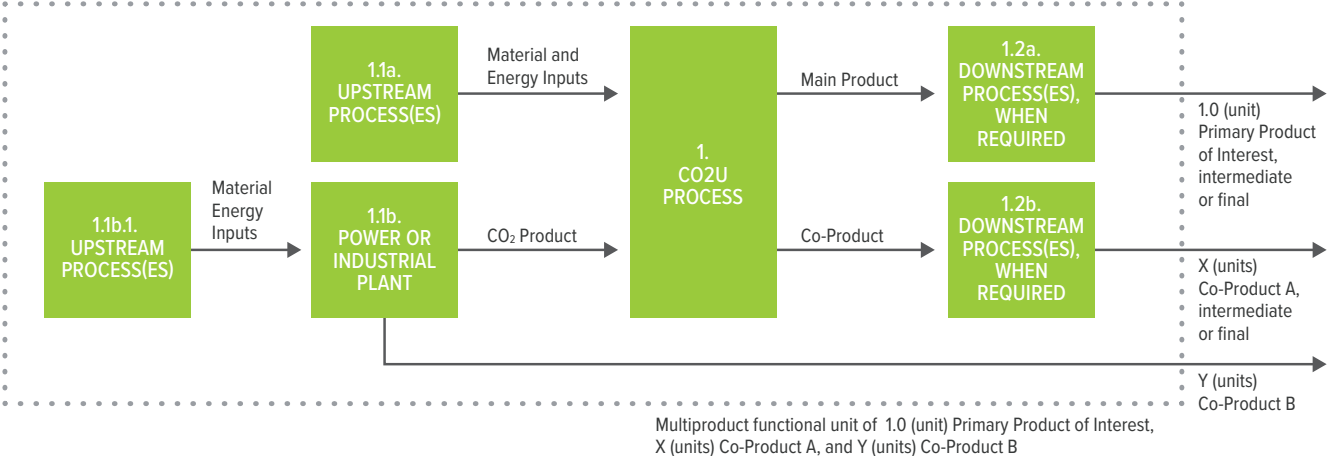 1.1a.
UPSTREAM
PROCESS(ES)
Material and
Energy Inputs
1.
CO2U
PROCESS
Main Product
1.2a.
DOWNSTREAM
PROCESS(ES),
WHEN
REQUIRED
1.0 (unit)
Primary Product
of Interest,
intermediate
or final
1.1b.1.
UPSTREAM
PROCESS(ES)
Material
Energy
Inputs
1.1b.
POWER OR
INDUSTRIAL
PLANT
CO₂ Product
Co-Product
1.2b.
DOWNSTREAM
PROCESS(ES),
WHEN
REQUIRED
X (units)
Co-Product A,
intermediate
or final
Y (units)
Co-Product B
Multiproduct functional unit of 1.0 (unit) Primary Product of Interest,
X (units) Co-Product A, and Y (units) Co-Product B